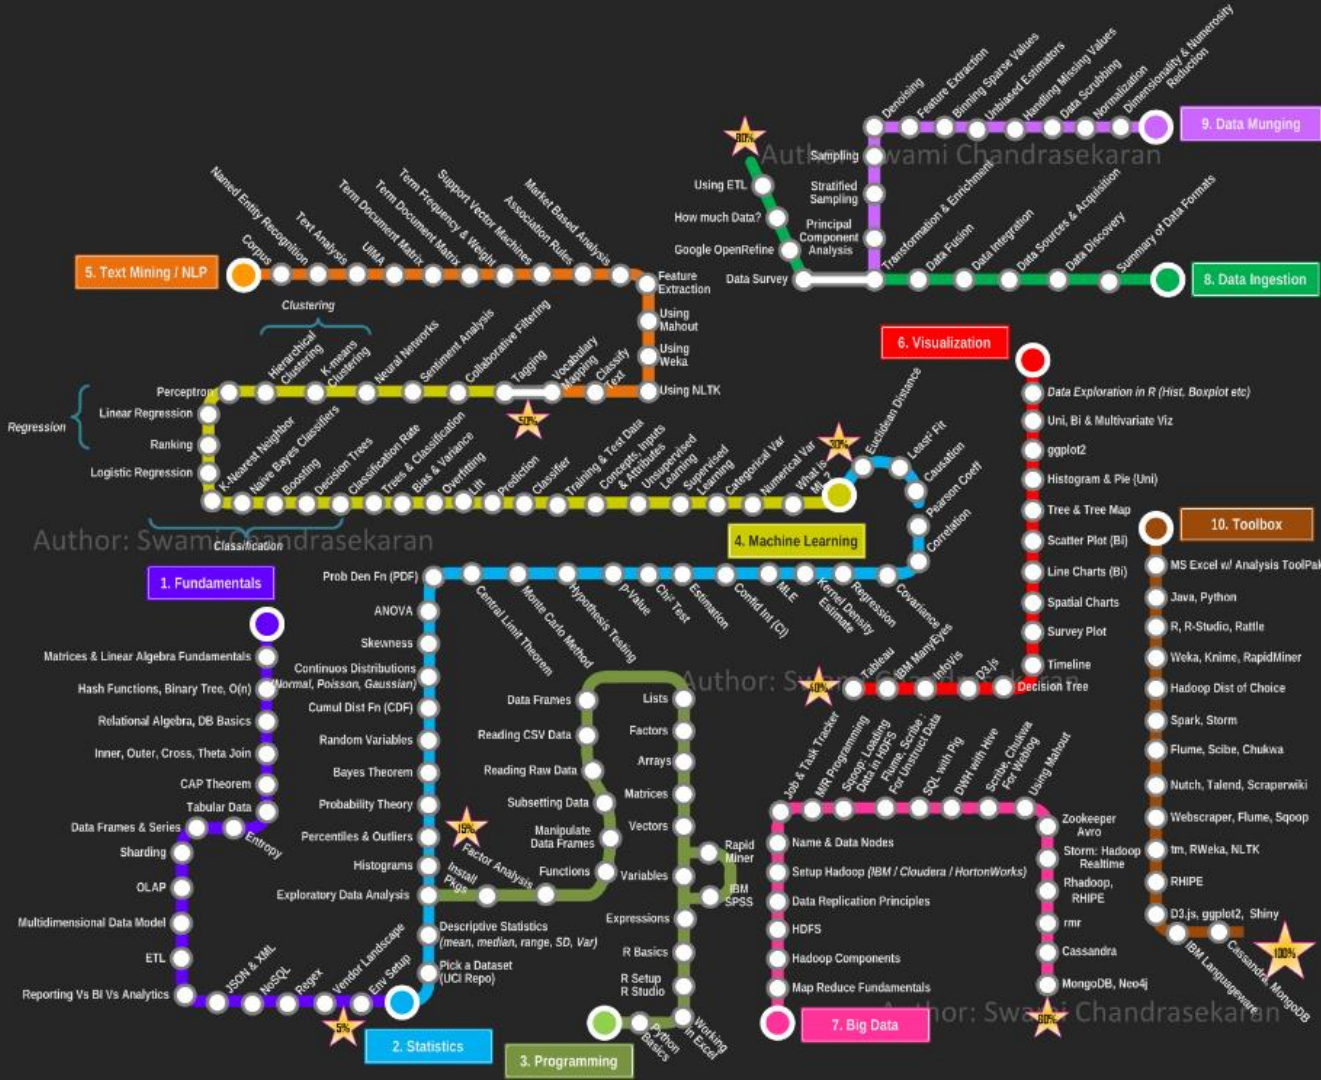 Denoising
Feature Extraction
Binning Sparse Values
Unbiased Estimators
Handling Missing Values
Data Scrubbing
Normalization
Dimensionality & Numerosity
Reduction
9. Data Munging
80%
Author: Swami Chandrasekaran
Sampling
Using ETL
Stratified
Sampling
How much Data?
Principal
Component
Analysis
Google OpenRefine
Data Survey
Transformation & Enrichment
Data Fusion
Data Integration
Data Sources & Acquisition
Data Discovery
Summary of Data Formats
8. Data Ingestion
5. Text Mining / NLP
Corpus
Named Entity Recognition
Text Analysis
UIMA
Term Document Matrix
Term Document Matrix
Term Frequency & Weight
Support Vector Machines
Association Rules
Market Based Analysis
Feature
Extraction
Using
Mahout
Using
Weka
Using NLTK
Clustering
Perceptron
Hierarchical
Clustering
K-means
Clustering
Neural Networks
Sentiment Analysis
Collaborative Filtering
Tagging
Vocabulary
Mapping
Classify
Text
50%
Regression
Linear Regression
Ranking
Logistic Regression
K-Nearest Neighbor
Naive Bayes Classifiers
Boosting
Decision Trees
Classification Rate
Trees & Classification
Bias & Variance
Overfitting
Lift
Prediction
Classifier
Training & Test Data
Concepts, Inputs
& Attributes
Unsupervised
Learning
Supervised
Learning
Categorical Var
Numerical Var
What is
ML?
30%
Classification
Author: Swami Chandrasekaran
4. Machine Learning
Euclidean Distance
Least² Fit
Causation
Pearson Coeff
Correlation
6. Visualization
Data Exploration in R (Hist, Boxplot etc)
Uni, Bi & Multivariate Viz
ggplot2
Histogram & Pie (Uni)
Tree & Tree Map
Scatter Plot (Bi)
Line Charts (Bi)
Spatial Charts
Survey Plot
Timeline
Decision Tree
D3.js
InfoVis
IBM ManyEyes
Tableau
40%
Author: Swami Chandrasekaran
10. Toolbox
MS Excel w/ Analysis ToolPak
Java, Python
R, R-Studio, Rattle
Weka, Knime, RapidMiner
Hadoop Dist of Choice
Spark, Storm
Flume, Scibe, Chukwa
Nutch, Talend, Scraperwiki
Webscraper, Flume, Sqoop
tm, RWeka, NLTK
RHIPE
D3.js, ggplot2, Shiny
IBM Languageware
Cassandra, MongoDB
100%
1. Fundamentals
Matrices & Linear Algebra Fundamentals
Hash Functions, Binary Tree, O(n)
Relational Algebra, DB Basics
Inner, Outer, Cross, Theta Join
CAP Theorem
Tabular Data
Entropy
Data Frames & Series
Sharding
OLAP
Multidimensional Data Model
ETL
Reporting Vs BI Vs Analytics
JSON & XML
NoSQL
Regex
Vendor Landscape
Env Setup
5%
2. Statistics
Pick a Dataset
(UCI Repo)
Descriptive Statistics
(mean, median, range, SD, Var)
Exploratory Data Analysis
Histograms
Percentiles & Outliers
Probability Theory
Bayes Theorem
Random Variables
Cumul Dist Fn (CDF)
Continuos Distributions
(Normal, Poisson, Gaussian)
Skewness
ANOVA
Prob Den Fn (PDF)
Central Limit Theorem
Monte Carlo Method
Hypothesis Testing
p-Value
Chi² Test
Estimation
Confid Int (CI)
MLE
Kernel Density
Estimate
Regression
Covariance
3. Programming
Python
Basics
Working
in Excel
R Setup
R Studio
R Basics
Expressions
Variables
IBM
SPSS
Rapid
Miner
Vectors
Matrices
Arrays
Factors
Lists
Data Frames
Reading CSV Data
Reading Raw Data
Subsetting Data
Manipulate
Data Frames
Functions
Factor Analysis
Install
Pkgs
15%
7. Big Data
Map Reduce Fundamentals
Hadoop Components
HDFS
Data Replication Principles
Setup Hadoop (IBM / Cloudera / HortonWorks)
Name & Data Nodes
Job & Task Tracker
M/R Programming
Sqoop: Loading
Data in HDFS
Flume, Scribe:
For Unstruct Data
SQL with Pig
DWH with Hive
Scribe, Chukwa
For Weblog
Using Mahout
Zookeeper
Avro
Storm: Hadoop
Realtime
Rhadoop,
RHIPE
rmr
Cassandra
MongoDB, Neo4j
Author: Swami Chandrasekaran